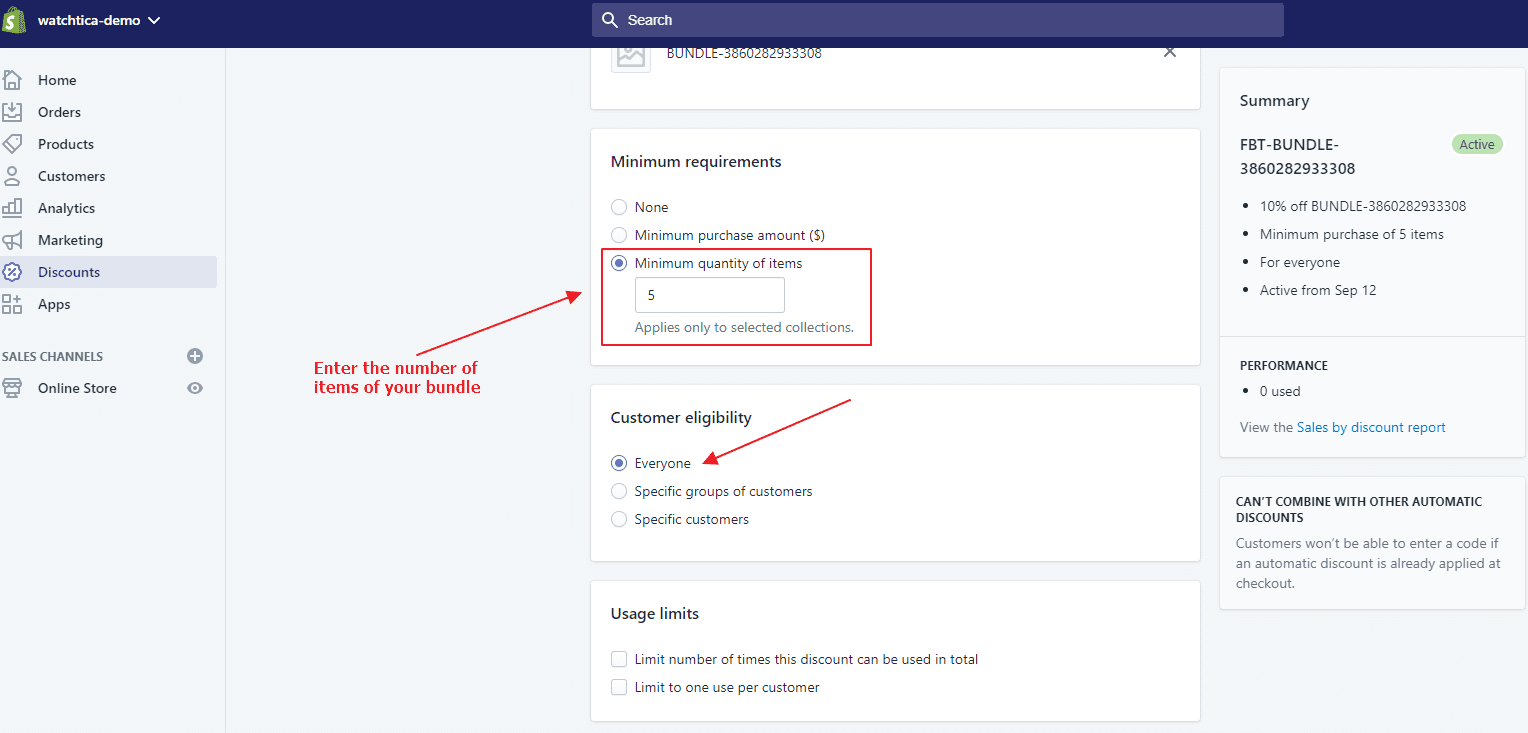 watchtica-demo
Search
Home
Orders
Products
Customers
Analytics
Marketing
Discounts
Apps
SALES CHANNELS
Online Store
BUNDLE-3860282933308
Minimum requirements
None
Minimum purchase amount ($)
Minimum quantity of items
5
Applies only to selected collections.
Enter the number of
items of your bundle
Customer eligibility
Everyone
Specific groups of customers
Specific customers
Usage limits
Limit number of times this discount can be used in total
Limit to one use per customer
Summary
FBT-BUNDLE-
3860282933308
Active
10% off BUNDLE-3860282933308
Minimum purchase of 5 items
For everyone
Active from Sep 12
PERFORMANCE
0 used
View the Sales by discount report
CAN'T COMBINE WITH OTHER AUTOMATIC
DISCOUNTS
Customers won't be able to enter a code if
an automatic discount is already applied at
checkout.